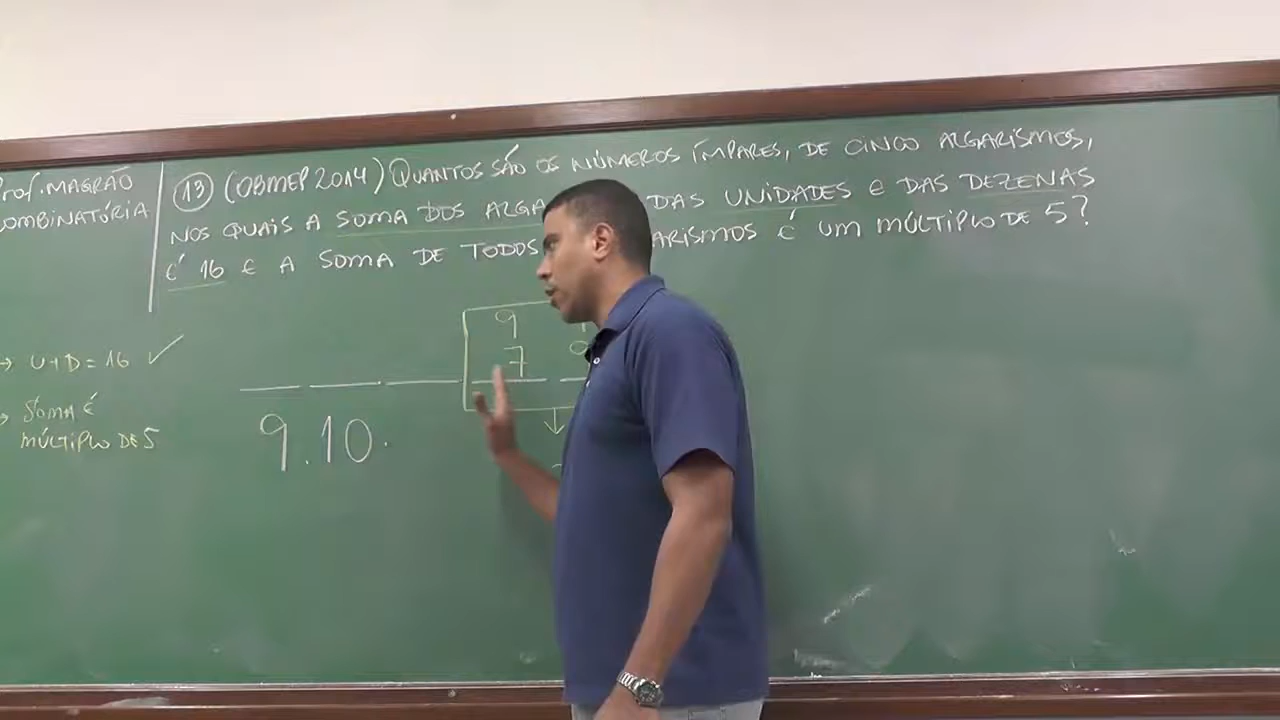 Prof. MAGRÃO
COMBINATÓRIA
13 (OBMEP 2014) QUANTOS SÃO OS NÚMEROS ÍMPARES, DE CINCO ALGARISMOS,
NOS QUAIS A SOMA DOS ALGA DAS UNIDADES E DAS DEZENAS
É 16 E A SOMA DE TODOS ARISMOS É UM MÚLTIPLO DE 5?
→ U+D=16 ✓
→ SOMA É
MÚLTIPLO DE 5
9
7 9
9.10.